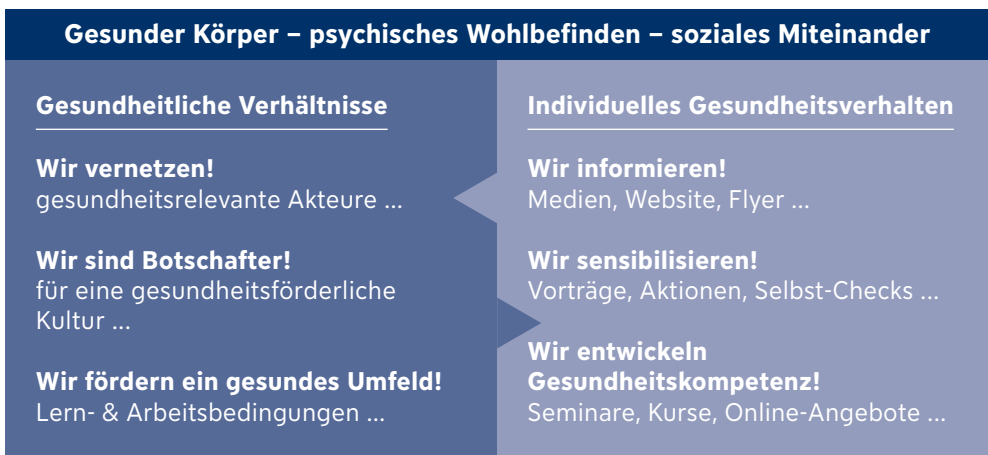 Gesunder Körper – psychisches Wohlbefinden – soziales Miteinander
Gesundheitliche Verhältnisse
Wir vernetzen!
gesundheitsrelevante Akteure ...
Wir sind Botschafter!
für eine gesundheitsförderliche
Kultur ...
Wir fördern ein gesundes Umfeld!
Lern- & Arbeitsbedingungen ...
Individuelles Gesundheitsverhalten
Wir informieren!
Medien, Website, Flyer ...
Wir sensibilisieren!
Vorträge, Aktionen, Selbst-Checks ...
Wir entwickeln
Gesundheitskompetenz!
Seminare, Kurse, Online-Angebote ...